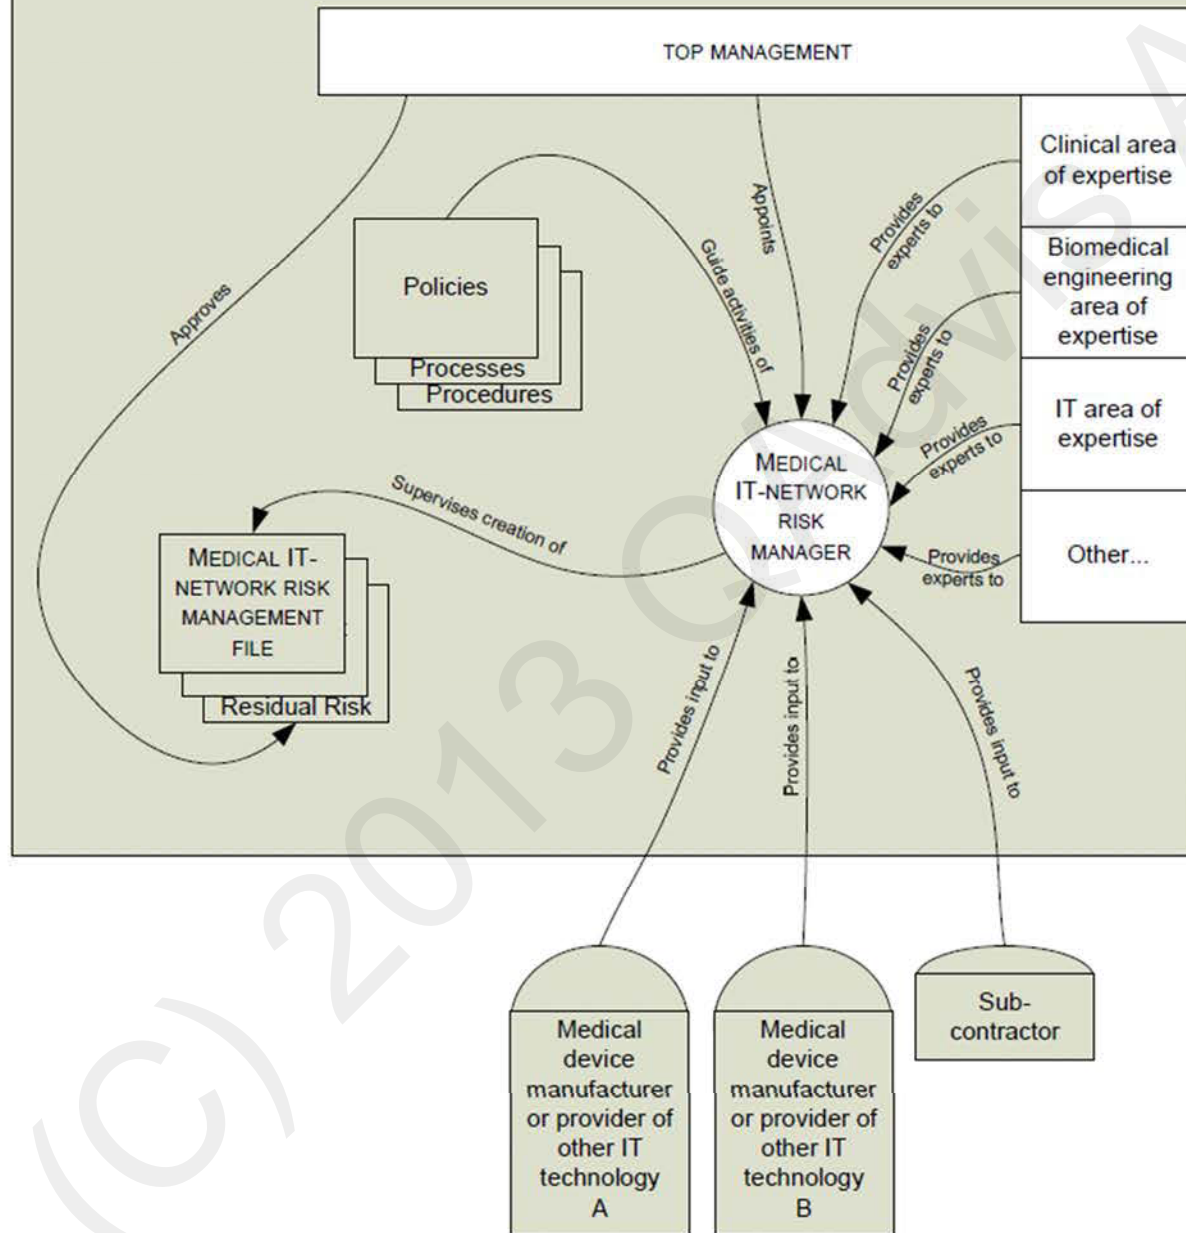 TOP MANAGEMENT
Clinical area
of expertise
Biomedical
engineering
area of
expertise
IT area of
expertise
Other...
Appoints
Approves
Guide activities of
Provides
experts to
Provides
experts to
Provides
experts to
Provides
experts to
Policies
Processes
Procedures
MEDICAL
IT-NETWORK
RISK
MANAGER
Supervises creation of
MEDICAL IT-
NETWORK RISK
MANAGEMENT
FILE
Residual Risk
Provides input to
Provides input to
Provides input to
Medical
device
manufacturer
or provider of
other IT
technology
A
Medical
device
manufacturer
or provider of
other IT
technology
B
Sub-
contractor
(C) 2013 QAdvis A